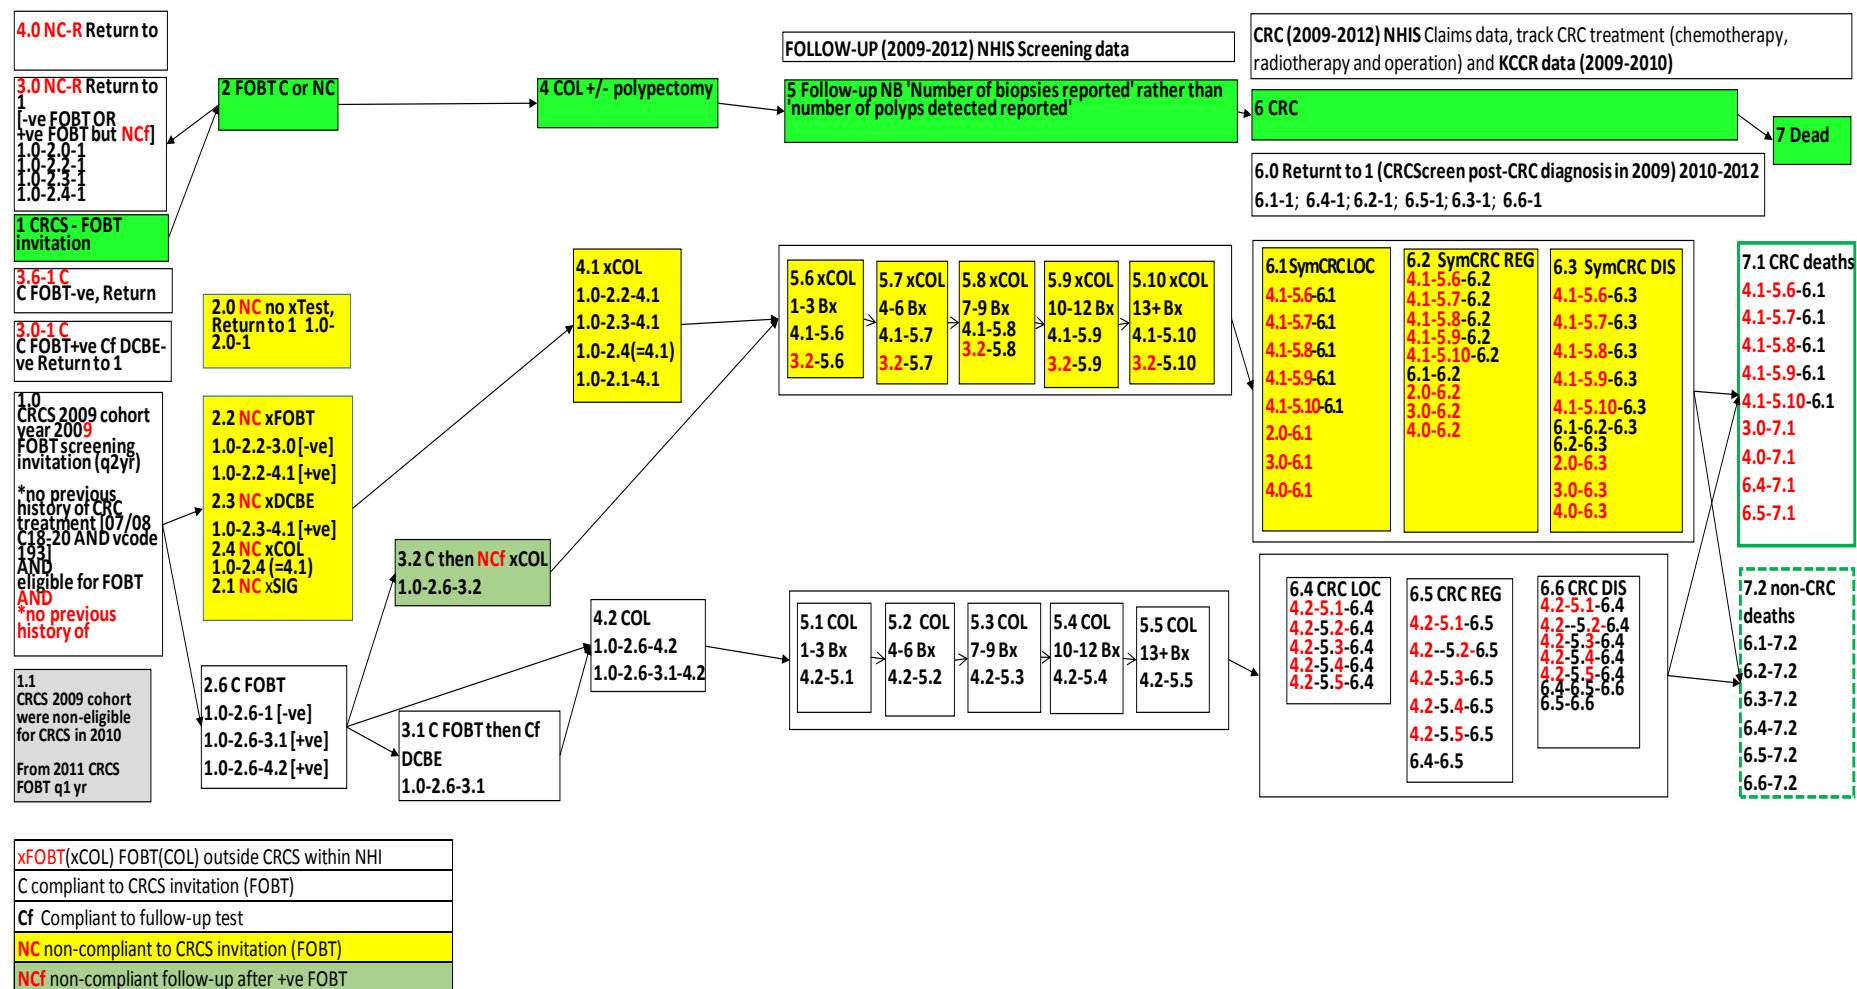 4.0 NC-R Return to
3.0 NC-R Return to
1
[-ve FOBT OR
+ve FOBT but NCf]
1.0-2.0-1
1.0-2.2-1
1.0-2.3-1
1.0-2.4-1
1 CRCS - FOBT
invitation
3.6-1 C
C FOBT-ve, Return
3.0-1 C
C FOBT+ve Cf DCBE-
ve Return to 1
1.0
CRCS 2009 cohort
year 2009
FOBT screening
invitation (q2yr)
*no previous
history of CRC
treatment [07/08
C18-20 AND vcode
193]
AND
eligible for FOBT
AND
*no previous
history of
1.1
CRCS 2009 cohort
were non-eligible
for CRCS in 2010
From 2011 CRCS
FOBT q1 yr
2 FOBT C or NC
2.0 NC no xTest,
Return to 1 1.0-
2.0-1
2.2 NC xFOBT
1.0-2.2-3.0 [-ve]
1.0-2.2-4.1 [+ve]
2.3 NC xDCBE
1.0-2.3-4.1 [+ve]
2.4 NC xCOL
1.0-2.4 (=4.1)
2.1 NC xSIG
2.6 C FOBT
1.0-2.6-1 [-ve]
1.0-2.6-3.1 [+ve]
1.0-2.6-4.2 [+ve]
3.2 C then NCf xCOL
1.0-2.6-3.2
3.1 C FOBT then Cf
DCBE
1.0-2.6-3.1
4 COL +/- polypectomy
4.1 xCOL
1.0-2.2-4.1
1.0-2.3-4.1
1.0-2.4(=4.1)
1.0-2.1-4.1
4.2 COL
1.0-2.6-4.2
1.0-2.6-3.1-4.2
FOLLOW-UP (2009-2012) NHIS Screening data
5 Follow-up NB 'Number of biopsies reported' rather than
'number of polyps detected reported'
5.6 xCOL
1-3 Bx
4.1-5.6
3.2-5.6
5.7 xCOL
4-6 Bx
4.1-5.7
3.2-5.7
5.8 xCOL
7-9 Bx
4.1-5.8
3.2-5.8
5.9 xCOL
10-12 Bx
4.1-5.9
3.2-5.9
5.10 xCOL
13+ Bx
4.1-5.10
3.2-5.10
5.1 COL
1-3 Bx
4.2-5.1
5.2 COL
4-6 Bx
4.2-5.2
5.3 COL
7-9 Bx
4.2-5.3
5.4 COL
10-12 Bx
4.2-5.4
5.5 COL
13+ Bx
4.2-5.5
CRC (2009-2012) NHIS Claims data, track CRC treatment (chemotherapy,
radiotherapy and operation) and KCCR data (2009-2010)
6 CRC
6.0 Returnt to 1 (CRCScreen post-CRC diagnosis in 2009) 2010-2012
6.1-1; 6.4-1; 6.2-1; 6.5-1; 6.3-1; 6.6-1
6.1 SymCRC LOC
4.1-5.6-6.1
4.1-5.7-6.1
4.1-5.8-6.1
4.1-5.9-6.1
4.1-5.10-6.1
2.0-6.1
3.0-6.1
4.0-6.1
6.2 SymCRC REG
4.1-5.6-6.2
4.1-5.7-6.2
4.1-5.8-6.2
4.1-5.9-6.2
4.1-5.10-6.2
6.1-6.2
2.0-6.2
3.0-6.2
4.0-6.2
6.3 SymCRC DIS
4.1-5.6-6.3
4.1-5.7-6.3
4.1-5.8-6.3
4.1-5.9-6.3
4.1-5.10-6.3
6.1-6.2-6.3
6.2-6.3
2.0-6.3
3.0-6.3
4.0-6.3
6.4 CRC LOC
4.2-5.1-6.4
4.2-5.2-6.4
4.2-5.3-6.4
4.2-5.4-6.4
4.2-5.5-6.4
6.5 CRC REG
4.2-5.1-6.5
4.2--5.2-6.5
4.2-5.3-6.5
4.2-5.4-6.5
4.2-5.5-6.5
6.4-6.5
6.6 CRC DIS
4.2-5.1-6.4
4.2--5.2-6.4
4.2-5.3-6.4
4.2-5.4-6.4
4.2-5.5-6.4
6.4-6.5-6.6
6.5-6.6
7 Dead
7.1 CRC deaths
4.1-5.6-6.1
4.1-5.7-6.1
4.1-5.8-6.1
4.1-5.9-6.1
4.1-5.10-6.1
3.0-7.1
4.0-7.1
6.4-7.1
6.5-7.1
7.2 non-CRC
deaths
6.1-7.2
6.2-7.2
6.3-7.2
6.4-7.2
6.5-7.2
6.6-7.2
xFOBT(xCOL) FOBT(COL) outside CRCS within NHI
C compliant to CRCS invitation (FOBT)
Cf Compliant to fullow-up test
NC non-compliant to CRCS invitation (FOBT)
NCf non-compliant follow-up after +ve FOBT